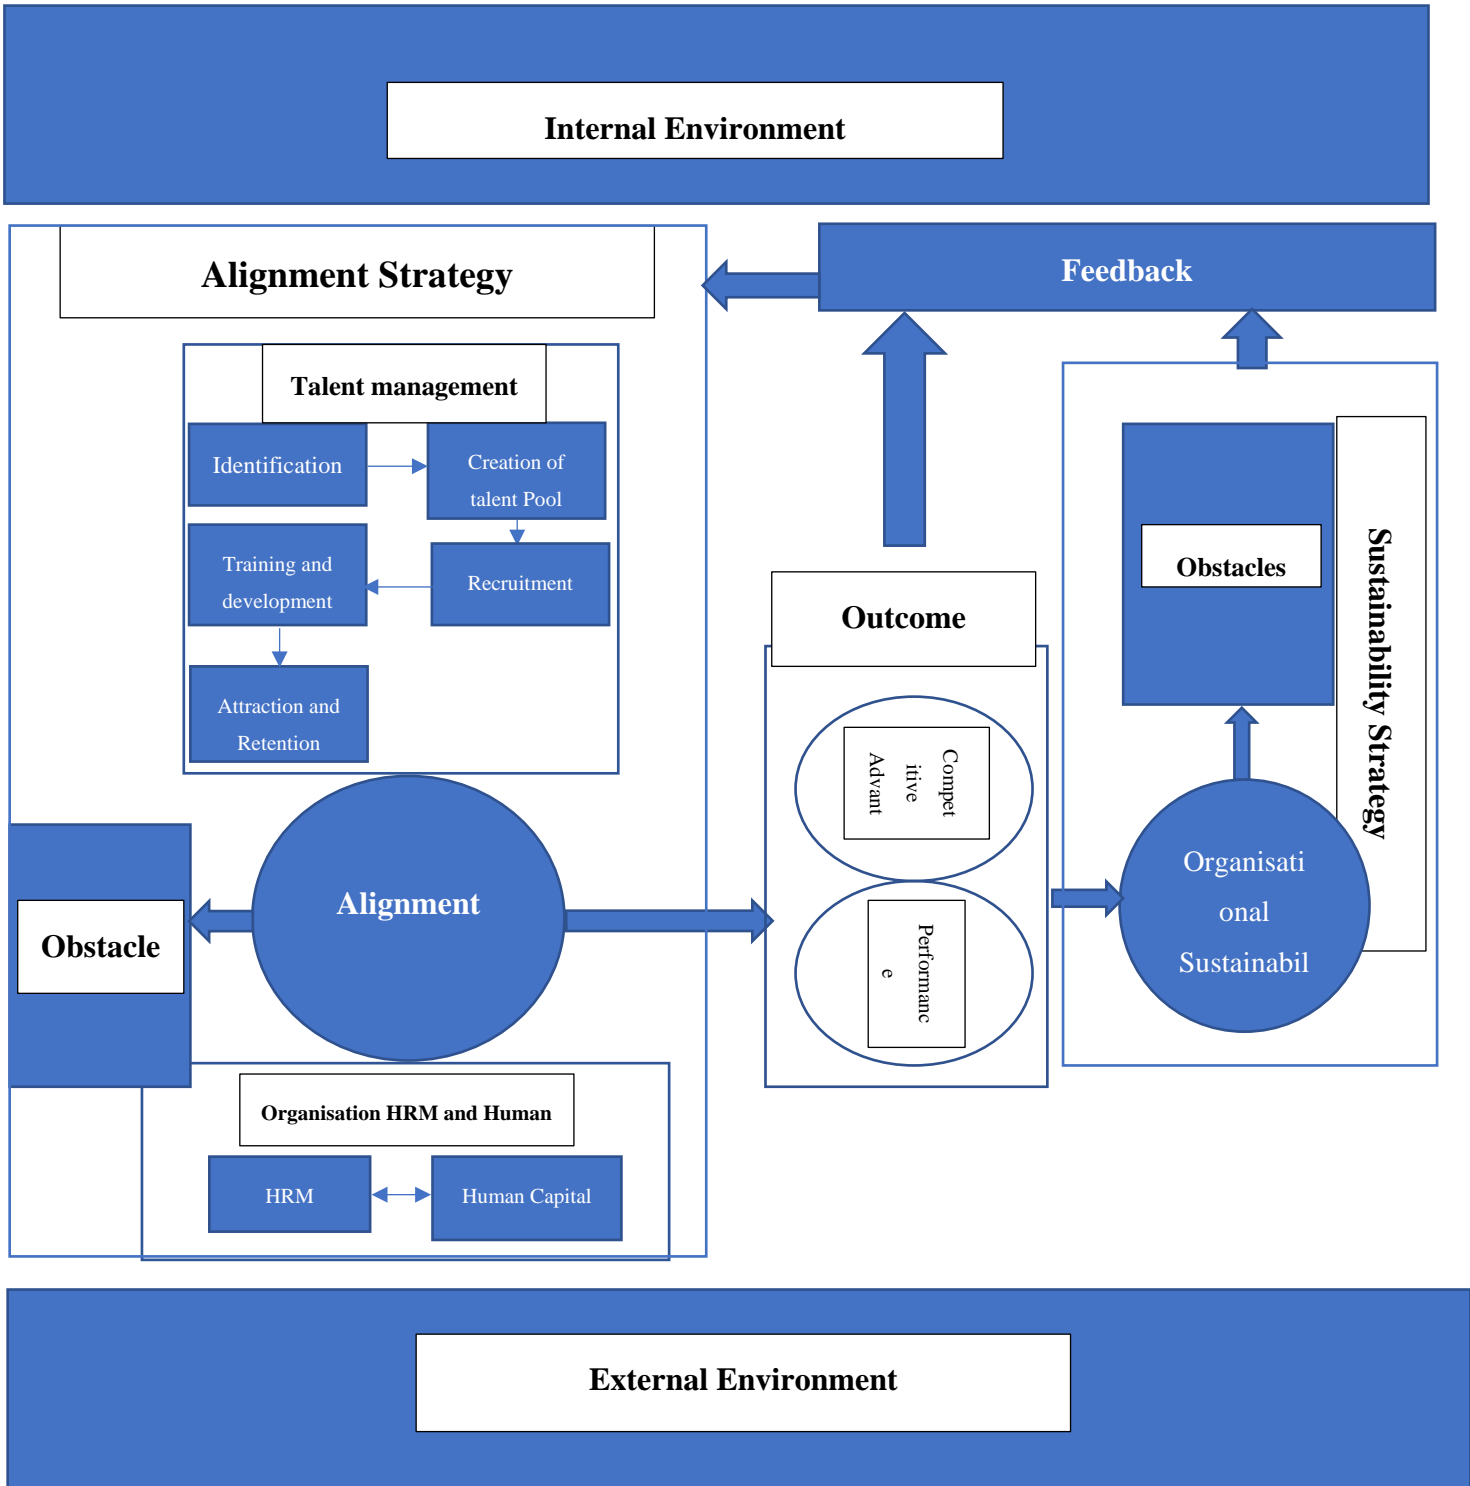 Internal Environment
Alignment Strategy
Feedback
Talent management
Identification
Creation of
talent Pool
Training and
development
Recruitment
Attraction and
Retention
Alignment
Obstacle
Organisation HRM and Human
HRM
Human Capital
Outcome
Compet
itive
Advant
Performanc
e
Obstacles
Sustainability Strategy
Organisati
onal
Sustainabil
External Environment